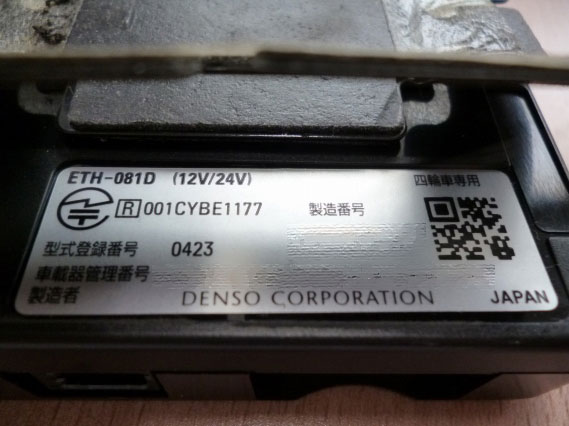 ETH-081D (12V/24V) 四輪車専用
R 001CYBE1177 製造番号
型式登録番号 0423
車載器管理番号
製造者 DENSO CORPORATION JAPAN